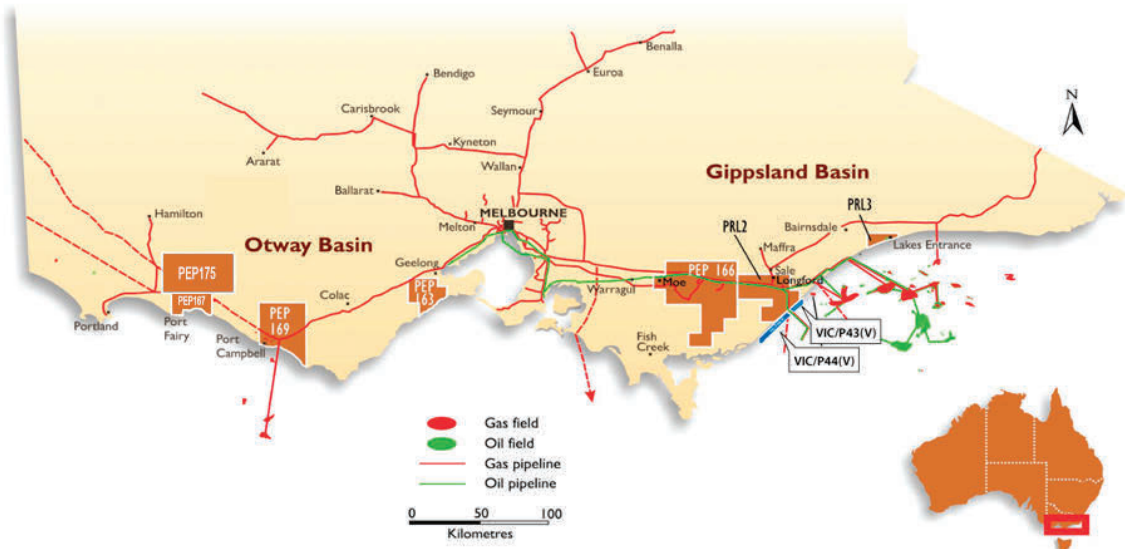 Benalla
Euroa
Bendigo
Carisbrook
Seymour
N
Kyneton
Ararat
Wallan
Gippsland Basin
Ballarat
PRL3
Hamilton
MELBOURNE
Melton
Bairnsdale
PRL2
Lakes Entrance
Otway Basin
Maffra
Geelong
Sale
Longford
PEP175
PEP 166
Moe
Warragul
PEP
163
Colac
PEP167
PEP
169
Portland
Port
Fairy
Port
Campbell
Fish
Creek
VIC/P43(V)
VIC/P44(V)
Gas field
Oil field
Gas pipeline
Oil pipeline
0 50 100
Kilometres